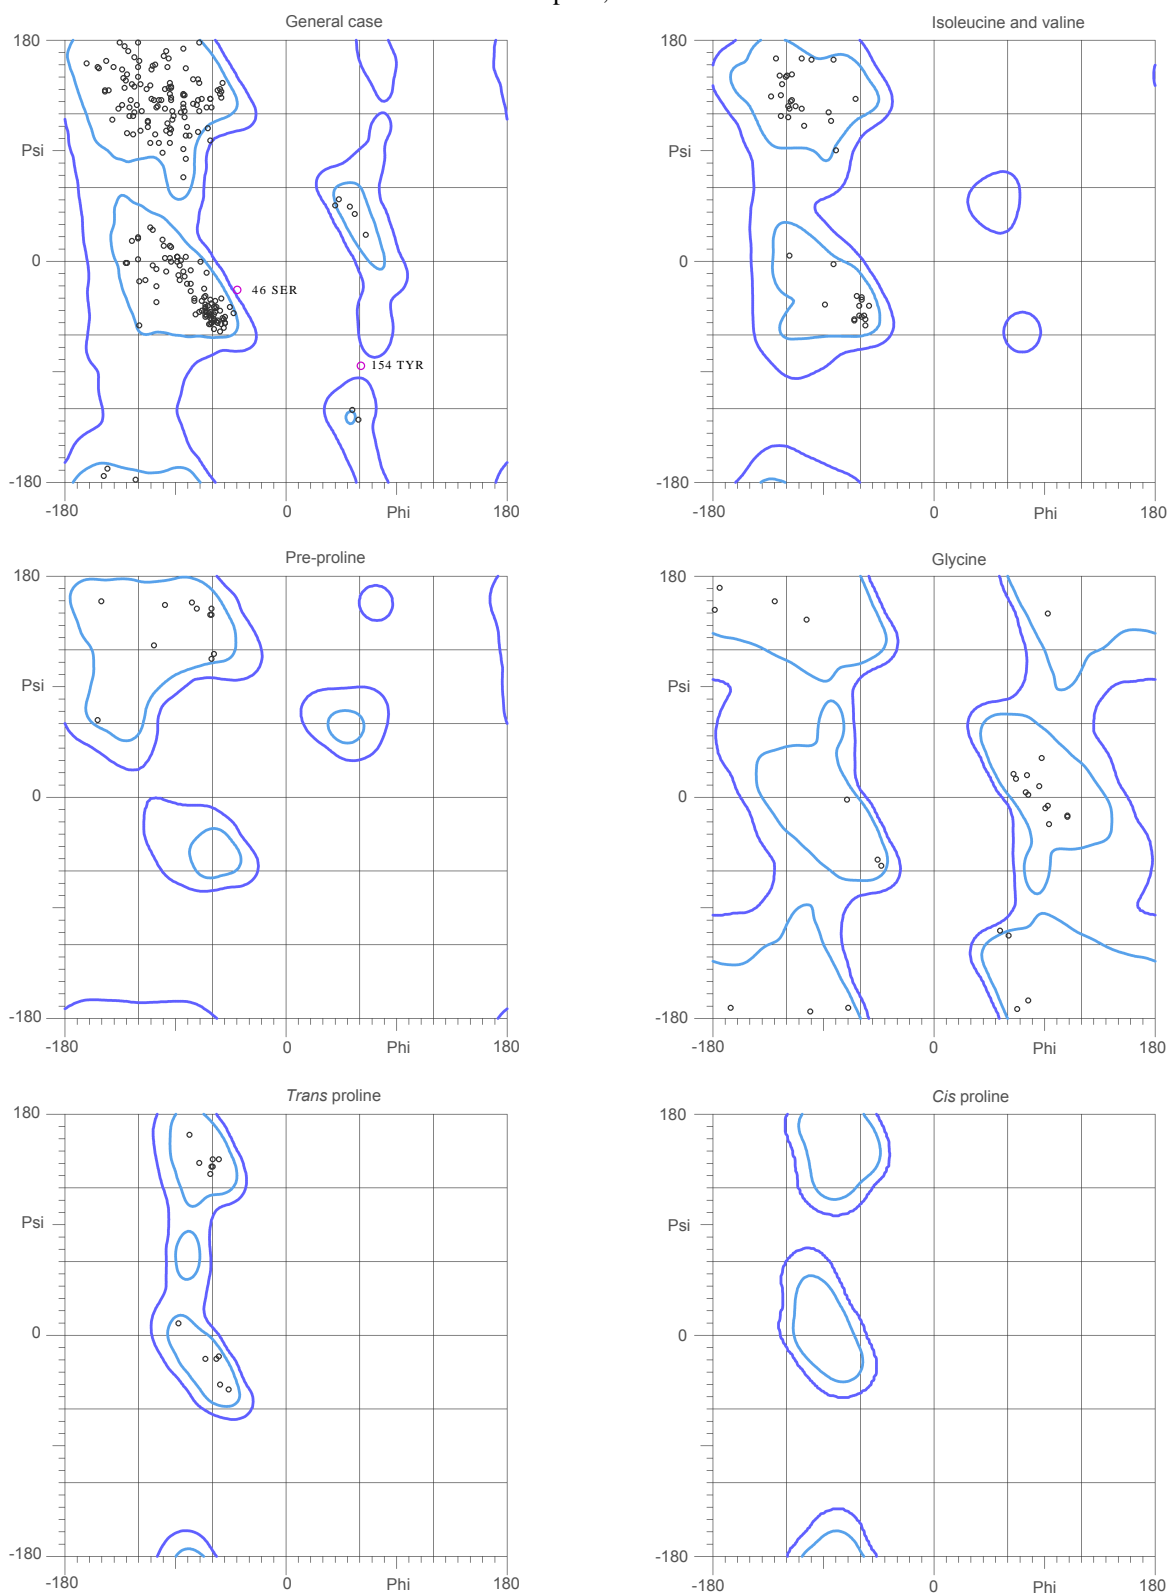 General case
Isoleucine and valine
180
180
Psi
Psi
0
0
46 SER
154 TYR
-180
-180
-180
0
Phi
180
-180
0
Phi
180
Pre-proline
Glycine
180
180
Psi
Psi
0
0
-180
-180
-180
0
Phi
180
-180
0
Phi
180
Trans proline
Cis proline
180
180
Psi
Psi
0
0
-180
-180
-180
0
Phi
180
-180
0
Phi
180